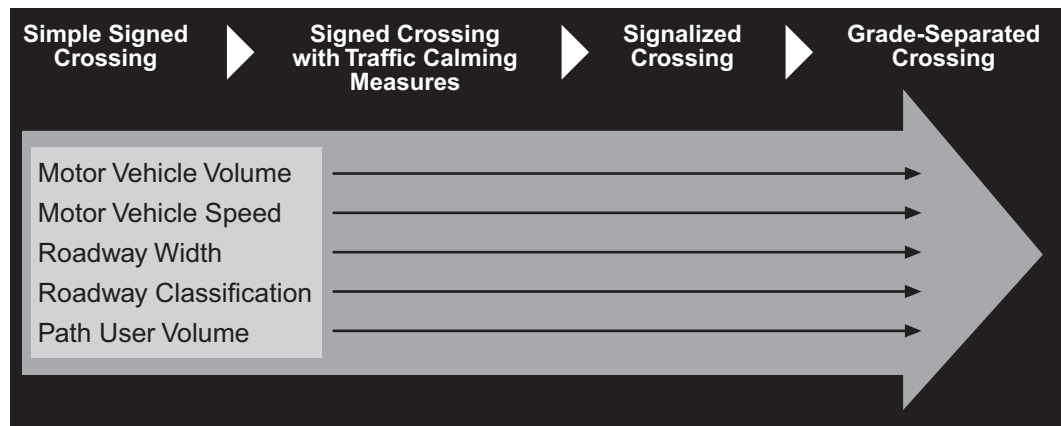 Simple Signed
Crossing
Signed Crossing
with Traffic Calming
Measures
Signalized
Crossing
Grade-Separated
Crossing
Motor Vehicle Volume
Motor Vehicle Speed
Roadway Width
Roadway Classification
Path User Volume